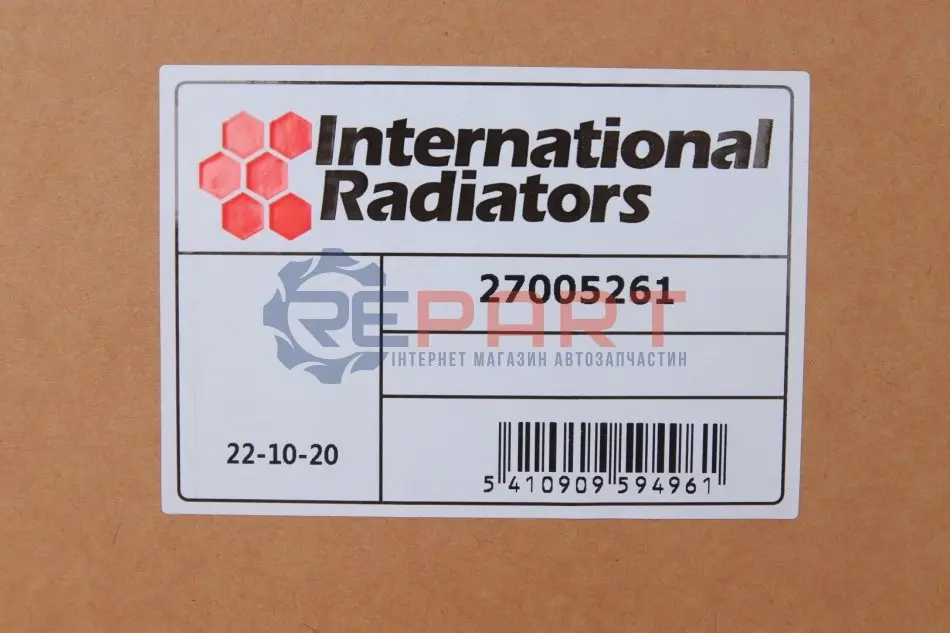 International
Radiators
27005261
REPART
ІНТЕРНЕТ МАГАЗИН АВТОЗАПЧАСТИН
22-10-20
5 410909 594961